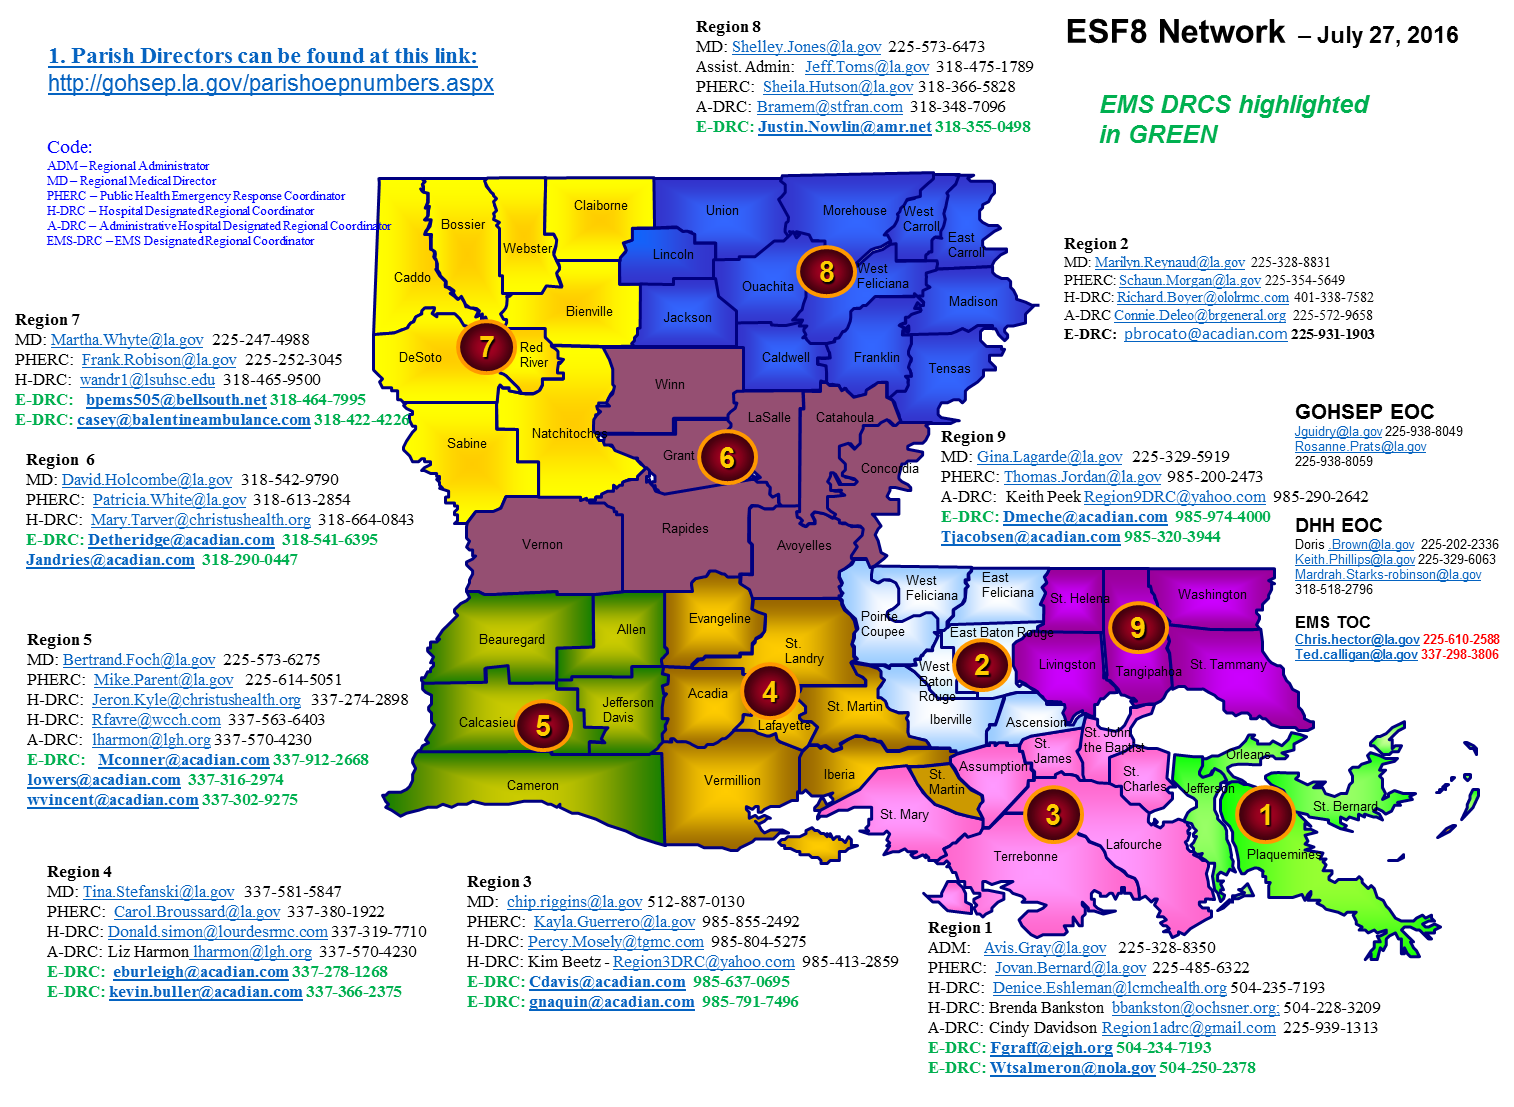 ESF8 Network – July 27, 2016
EMS DRCS highlighted
in GREEN
1. Parish Directors can be found at this link:
http://gohsep.la.gov/parishoepnumbers.aspx
Code:
ADM – Regional Administrator
MD – Regional Medical Director
PHERC – Public Health Emergency Response Coordinator
H-DRC – Hospital Designated Regional Coordinator
A-DRC – Administrative Hospital Designated Regional Coordinator
EMS-DRC – EMS Designated Regional Coordinator
Region 8
MD: Shelley.Jones@la.gov 225-573-6473
Assist. Admin: Jeff.Toms@la.gov 318-475-1789
PHERC: Sheila.Hutson@la.gov 318-366-5828
A-DRC: Bramem@stfran.com 318-348-7096
E-DRC: Justin.Nowlin@amr.net 318-355-0498
Region 2
MD: Marilyn.Reynaud@la.gov 225-328-8831
PHERC: Schaun.Morgan@la.gov 225-354-5649
H-DRC: Richard.Boyer@ololrmc.com 401-338-7582
A-DRC Connie.Deleo@brgeneral.org 225-572-9658
E-DRC: pbrocato@acadian.com 225-931-1903
Region 7
MD: Martha.Whyte@la.gov 225-247-4988
PHERC: Frank.Robison@la.gov 225-252-3045
H-DRC: wandr1@lsuhsc.edu 318-465-9500
E-DRC: bpems505@bellsouth.net 318-464-7995
E-DRC: casey@balentineambulance.com 318-422-4226
Region 6
MD: David.Holcombe@la.gov 318-542-9790
PHERC: Patricia.White@la.gov 318-613-2854
H-DRC: Mary.Tarver@christushealth.org 318-664-0843
E-DRC: Detheridge@acadian.com 318-541-6395
Jandries@acadian.com 318-290-0447
Region 5
MD: Bertrand.Foch@la.gov 225-573-6275
PHERC: Mike.Parent@la.gov 225-614-5051
H-DRC: Jeron.Kyle@christushealth.org 337-274-2898
H-DRC: Rfavre@wcch.com 337-563-6403
A-DRC: lharmon@lgh.org 337-570-4230
E-DRC: Mconner@acadian.com 337-912-2668
lowers@acadian.com 337-316-2974
wvincent@acadian.com 337-302-9275
Region 4
MD: Tina.Stefanski@la.gov 337-581-5847
PHERC: Carol.Broussard@la.gov 337-380-1922
H-DRC: Donald.simon@lourdesrmc.com 337-319-7710
A-DRC: Liz Harmon lharmon@lgh.org 337-570-4230
E-DRC: eburleigh@acadian.com 337-278-1268
E-DRC: kevin.buller@acadian.com 337-366-2375
Region 3
MD: chip.riggins@la.gov 512-887-0130
PHERC: Kayla.Guerrero@la.gov 985-855-2492
H-DRC: Percy.Mosely@tgmc.com 985-804-5275
H-DRC: Kim Beetz - Region3DRC@yahoo.com 985-413-2859
E-DRC: Cdavis@acadian.com 985-637-0695
E-DRC: gnaquin@acadian.com 985-791-7496
Region 1
ADM: Avis.Gray@la.gov 225-328-8350
PHERC: Jovan.Bernard@la.gov 225-485-6322
H-DRC: Denice.Eshleman@lcmchealth.org 504-235-7193
H-DRC: Brenda Bankston bbankston@ochsner.org; 504-228-3209
A-DRC: Cindy Davidson Region1adrc@gmail.com 225-939-1313
E-DRC: Fgraff@ejgh.org 504-234-7193
E-DRC: Wtsalmeron@nola.gov 504-250-2378
Region 9
MD: Gina.Lagarde@la.gov 225-329-5919
PHERC: Thomas.Jordan@la.gov 985-200-2473
A-DRC: Keith Peek Region9DRC@yahoo.com 985-290-2642
E-DRC: Dmeche@acadian.com 985-974-4000
Tjacobsen@acadian.com 985-320-3944
GOHSEP EOC
Jguidry@la.gov 225-938-8049
Rosanne.Prats@la.gov
225-938-8059
DHH EOC
Doris .Brown@la.gov 225-202-2336
Keith.Phillips@la.gov 225-329-6063
Mardrah.Starks-robinson@la.gov
318-518-2796
EMS TOC
Chris.hector@la.gov 225-610-2588
Ted.calligan@la.gov 337-298-3806
Caddo
Bossier
Webster
Claiborne
Bienville
DeSoto
Red
River
Sabine
Natchitoches
7
Union
Morehouse
West
Carroll
East
Carroll
Lincoln
Ouachita
West
Feliciana
Jackson
Madison
Caldwell
Franklin
Tensas
8
Winn
LaSalle
Catahoula
Grant
Concordia
Rapides
Vernon
Avoyelles
6
Beauregard
Allen
Calcasieu
Jefferson
Davis
Cameron
5
Evangeline
St.
Landry
Acadia
Lafayette
St. Martin
Vermillion
Iberia
St.
Martin
4
West
Feliciana
East
Feliciana
Pointe
Coupee
East Baton Rouge
West
Baton
Rouge
Iberville
Ascension
2
St. Helena
Washington
Livingston
Tangipahoa
St. Tammany
9
St. John
the Baptist
St.
James
Assumption
St.
Charles
St. Mary
Terrebonne
Lafourche
3
Orleans
Jefferson
St. Bernard
Plaquemines
1